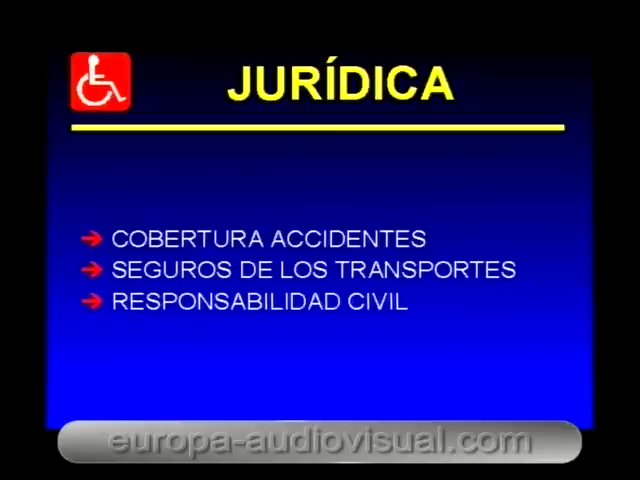 JURÍDICA
COBERTURA ACCIDENTES
SEGUROS DE LOS TRANSPORTES
RESPONSABILIDAD CIVIL
europa-audiovisual.com